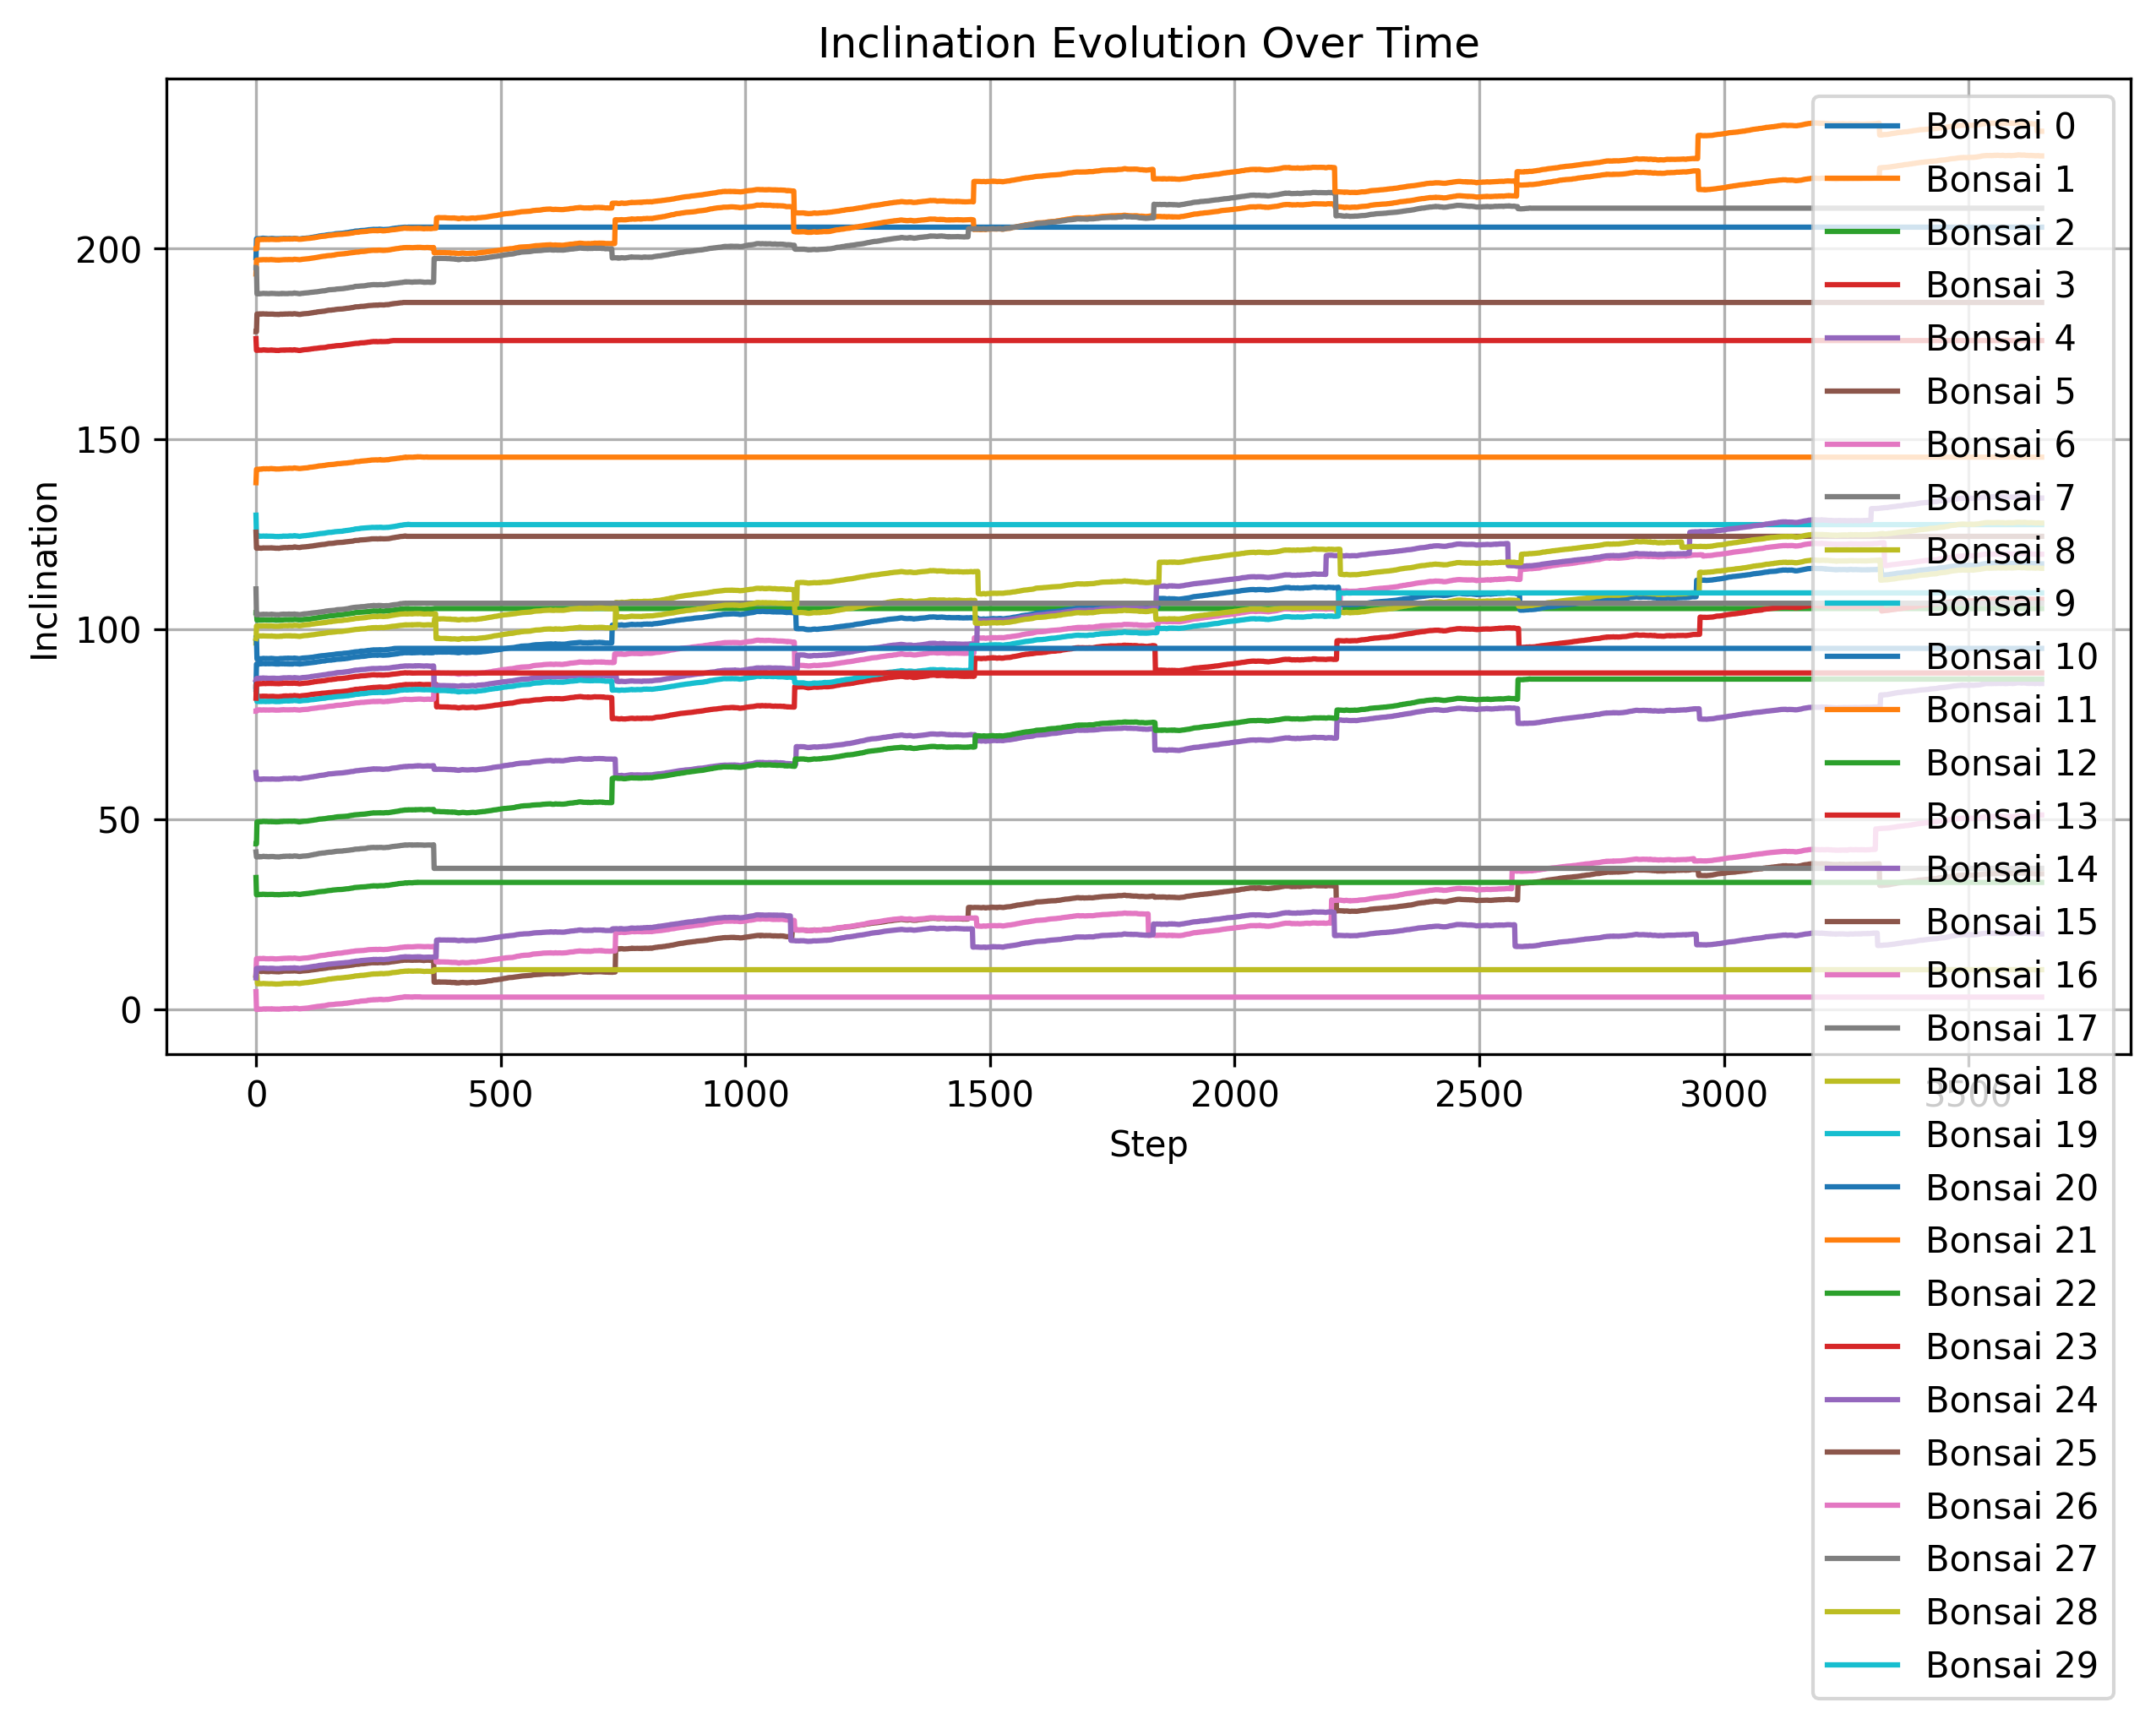 Inclination Evolution Over Time
Inclination
200
150
100
50
0
0 500 1000 1500 2000 2500 3000 3500
Step
Bonsai 0
Bonsai 1
Bonsai 2
Bonsai 3
Bonsai 4
Bonsai 5
Bonsai 6
Bonsai 7
Bonsai 8
Bonsai 9
Bonsai 10
Bonsai 11
Bonsai 12
Bonsai 13
Bonsai 14
Bonsai 15
Bonsai 16
Bonsai 17
Bonsai 18
Bonsai 19
Bonsai 20
Bonsai 21
Bonsai 22
Bonsai 23
Bonsai 24
Bonsai 25
Bonsai 26
Bonsai 27
Bonsai 28
Bonsai 29